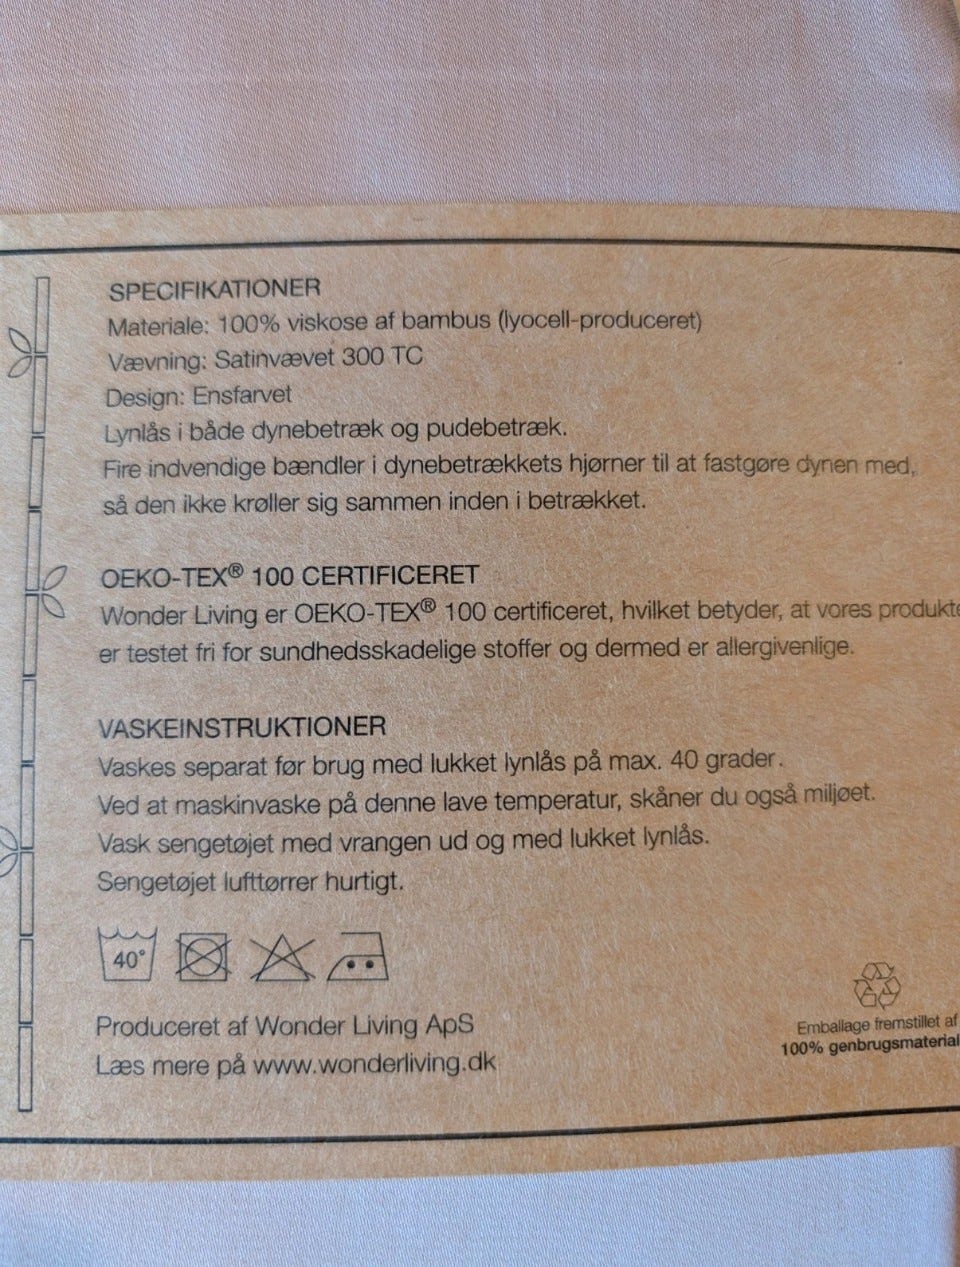 SPECIFIKATIONER
Materiale: 100% viskose af bambus (lyocell-produceret)
Vævning: Satinvævet 300 TC
Design: Ensfarvet
Lynlås i både dynebetræk og pudebetræk.
Fire indvendige bændler i dynebetrækkets hjørner til at fastgøre dynen med,
så den ikke krøller sig sammen inden i betrækket.
OEKO-TEX® 100 CERTIFICERET
Wonder Living er OEKO-TEX® 100 certificeret, hvilket betyder, at vores produkte
er testet fri for sundhedsskadelige stoffer og dermed er allergivenlige.
VASKEINSTRUKTIONER
Vaskes separat før brug med lukket lynlås på max. 40 grader.
Ved at maskinvaske på denne lave temperatur, skåner du også miljøet.
Vask sengetøjet med vrangen ud og med lukket lynlås.
Sengetøjet lufttørrer hurtigt.
40°
Produceret af Wonder Living ApS
Læs mere på www.wonderliving.dk
Emballage fremstillet af
100% genbrugsmaterial